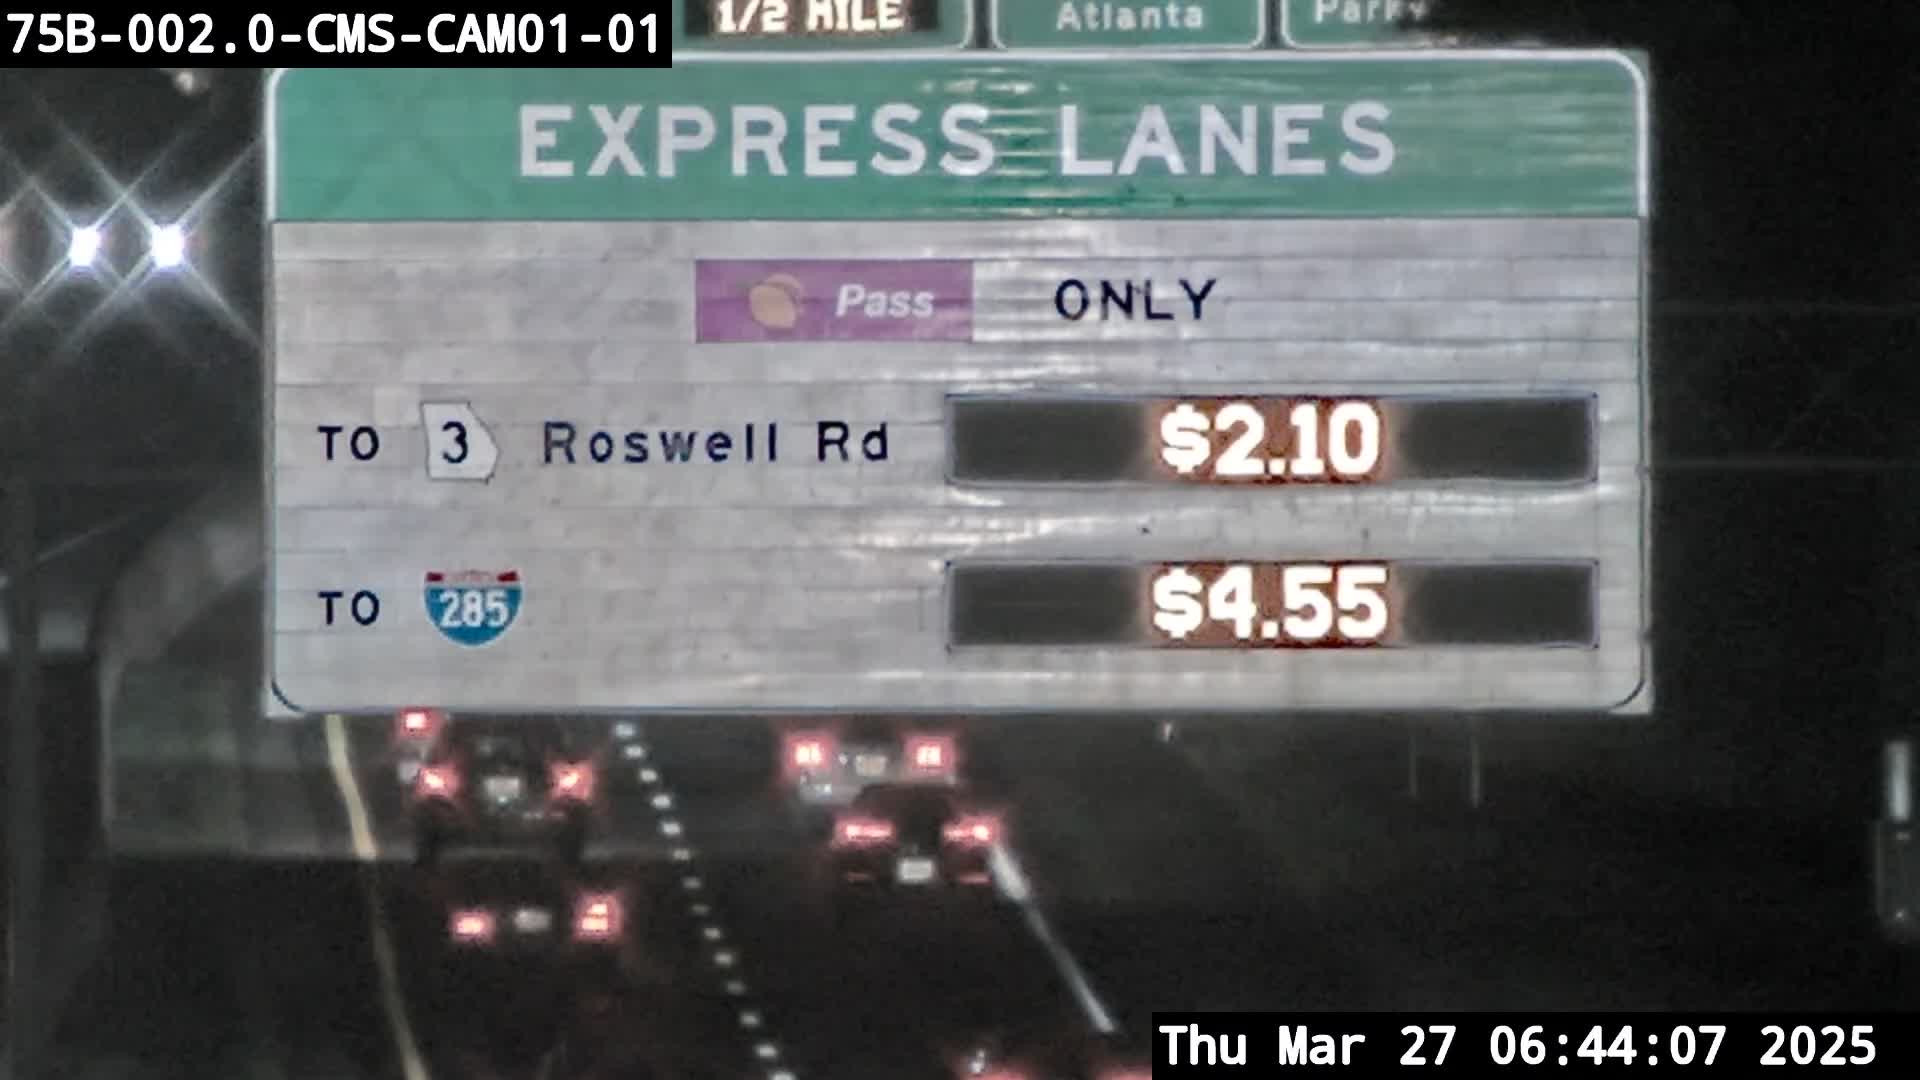 75B-002.0-CMS-CAM01-01
1/2 MILE
Atlanta
EXPRESS LANES
Pass ONLY
TO 3 Roswell Rd $2.10
TO 285 $4.55
Thu Mar 27 06:44:07 2025